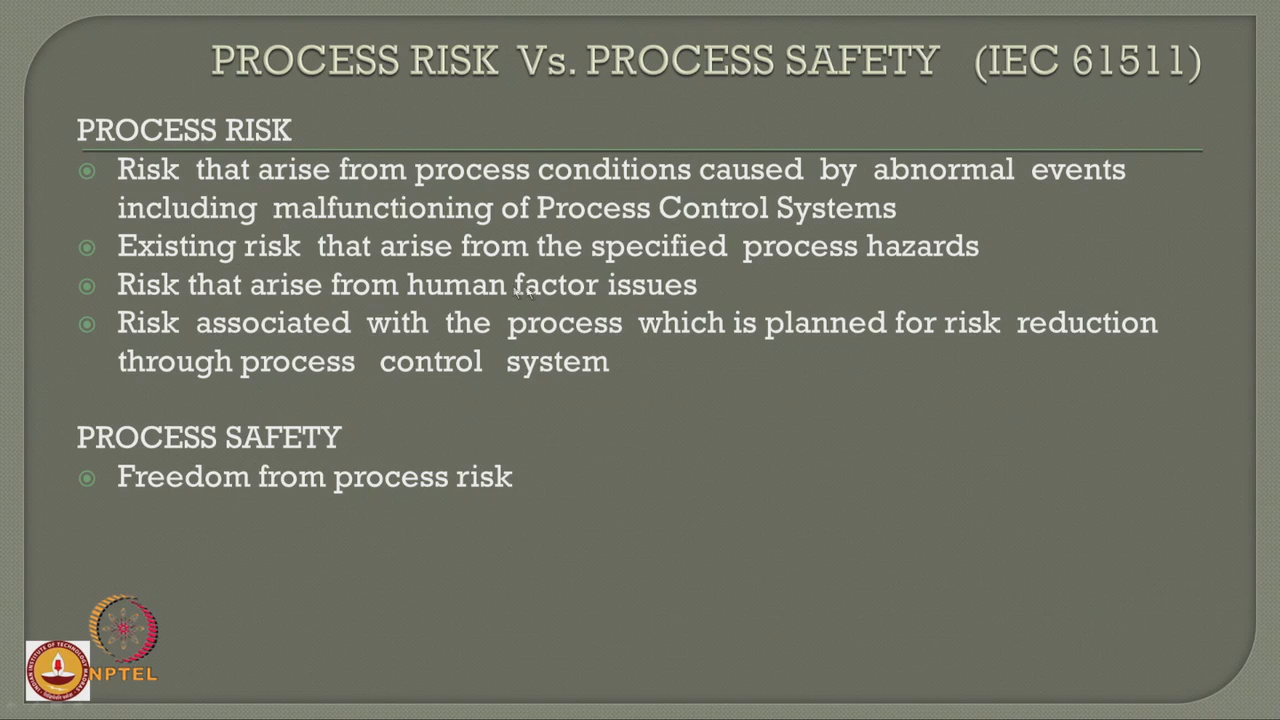 PROCESS RISK Vs. PROCESS SAFETY (IEC 61511)
PROCESS RISK
Risk that arise from process conditions caused by abnormal events
including malfunctioning of Process Control Systems
Existing risk that arise from the specified process hazards
Risk that arise from human factor issues
Risk associated with the process which is planned for risk reduction
through process control system
PROCESS SAFETY
Freedom from process risk
NPTEL